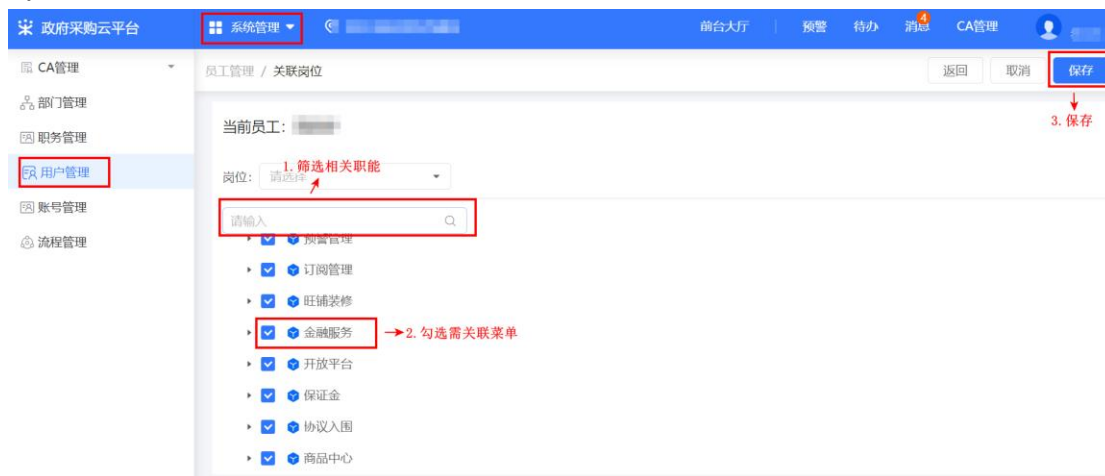 政府采购云平台
系统管理
前台大厅
预警
待办
消息
4
CA管理
CA管理
部门管理
职务管理
用户管理
账号管理
流程管理
员工管理 / 关联岗位
返回
取消
保存
3. 保存
当前员工:
岗位:
请选择
1. 筛选相关职能
请输入
预警管理
订阅管理
旺铺装修
金融服务
2. 勾选需关联菜单
开放平台
保证金
协议入围
商品中心